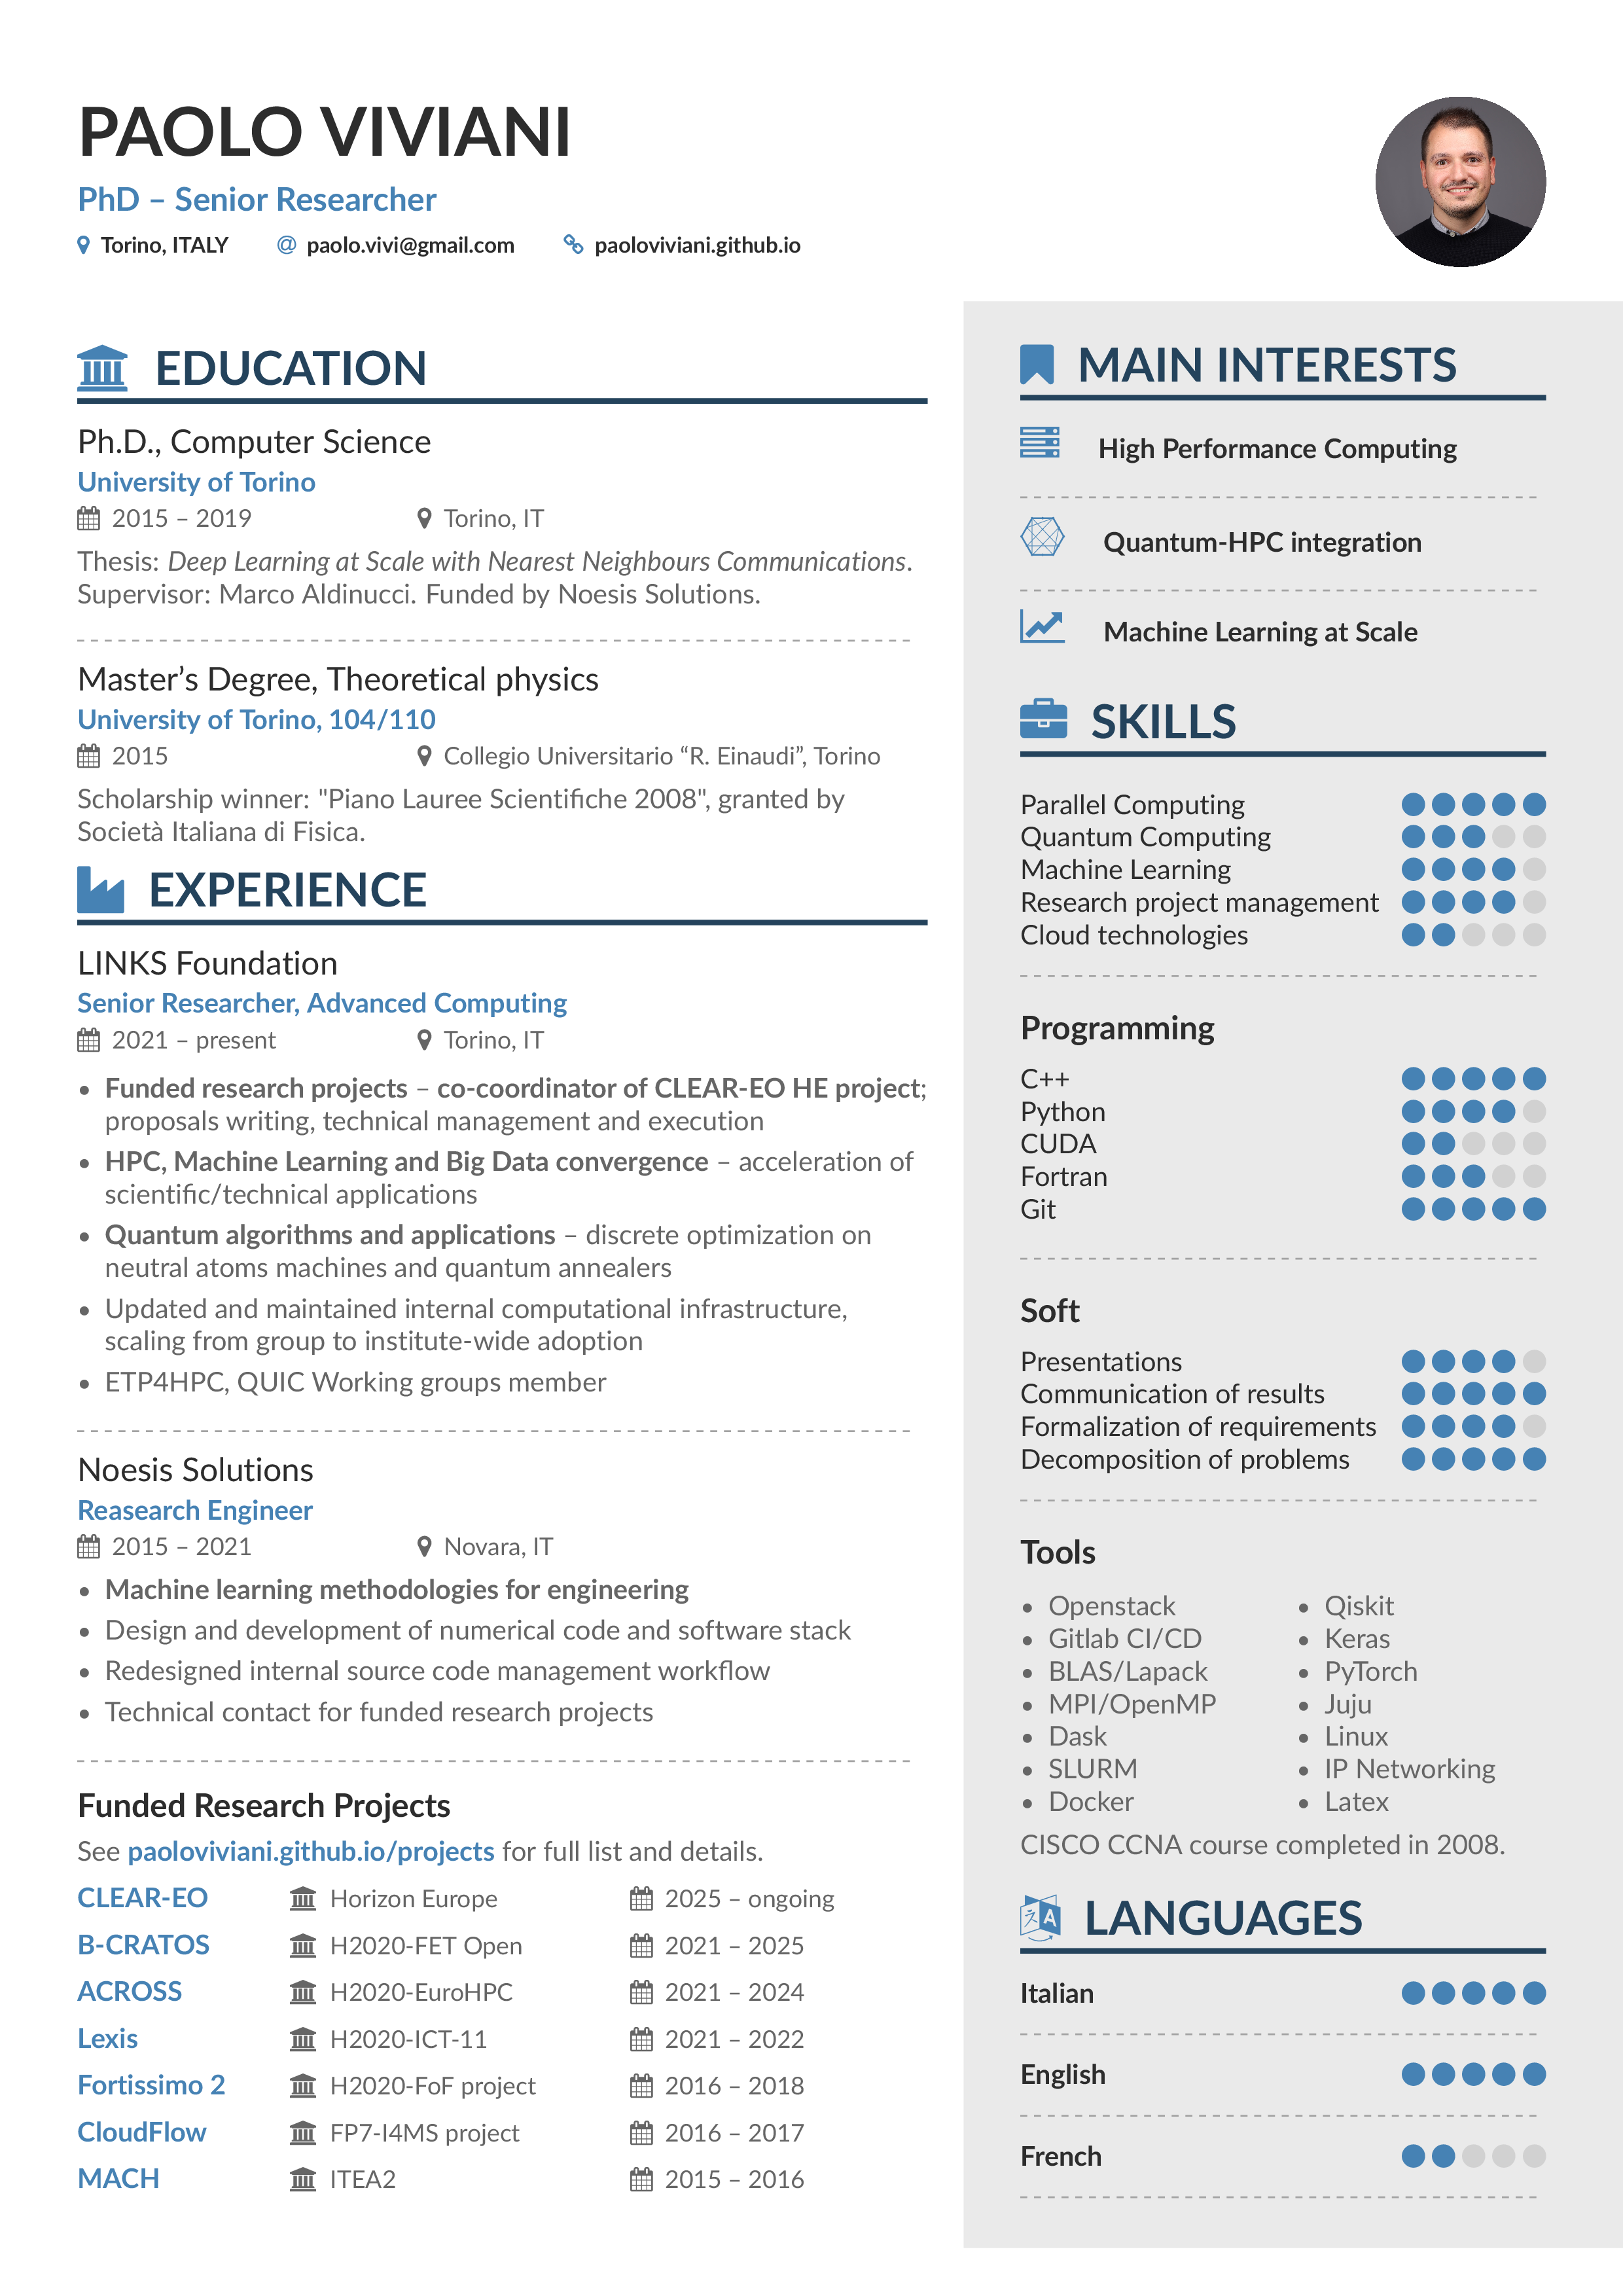 PAOLO VIVIANI
PhD – Senior Researcher
Torino, ITALY @ paolo.vivi@gmail.com paoloviviani.github.io
EDUCATION
Ph.D., Computer Science
University of Torino
2015 – 2019 Torino, IT
Thesis: Deep Learning at Scale with Nearest Neighbours Communications.
Supervisor: Marco Aldinucci. Funded by Noesis Solutions.
Master’s Degree, Theoretical physics
University of Torino, 104/110
2015 Collegio Universitario “R. Einaudi”, Torino
Scholarship winner: "Piano Lauree Scientifiche 2008", granted by
Società Italiana di Fisica.
EXPERIENCE
LINKS Foundation
Senior Researcher, Advanced Computing
2021 – present Torino, IT
• Funded research projects – co-coordinator of CLEAR-EO HE project;
proposals writing, technical management and execution
• HPC, Machine Learning and Big Data convergence – acceleration of
scientific/technical applications
• Quantum algorithms and applications – discrete optimization on
neutral atoms machines and quantum annealers
• Updated and maintained internal computational infrastructure,
scaling from group to institute-wide adoption
• ETP4HPC, QUIC Working groups member
Noesis Solutions
Reasearch Engineer
2015 – 2021 Novara, IT
• Machine learning methodologies for engineering
• Design and development of numerical code and software stack
• Redesigned internal source code management workflow
• Technical contact for funded research projects
Funded Research Projects
See paoloviviani.github.io/projects for full list and details.
CLEAR-EO Horizon Europe 2025 – ongoing
B-CRATOS H2020-FET Open 2021 – 2025
ACROSS H2020-EuroHPC 2021 – 2024
Lexis H2020-ICT-11 2021 – 2022
Fortissimo 2 H2020-FoF project 2016 – 2018
CloudFlow FP7-I4MS project 2016 – 2017
MACH ITEA2 2015 – 2016
MAIN INTERESTS
High Performance Computing
Quantum-HPC integration
Machine Learning at Scale
SKILLS
Parallel Computing
Quantum Computing
Machine Learning
Research project management
Cloud technologies
Programming
C++
Python
CUDA
Fortran
Git
Soft
Presentations
Communication of results
Formalization of requirements
Decomposition of problems
Tools
• Openstack
• Gitlab CI/CD
• BLAS/Lapack
• MPI/OpenMP
• Dask
• SLURM
• Docker
• Qiskit
• Keras
• PyTorch
• Juju
• Linux
• IP Networking
• Latex
CISCO CCNA course completed in 2008.
LANGUAGES
Italian
English
French